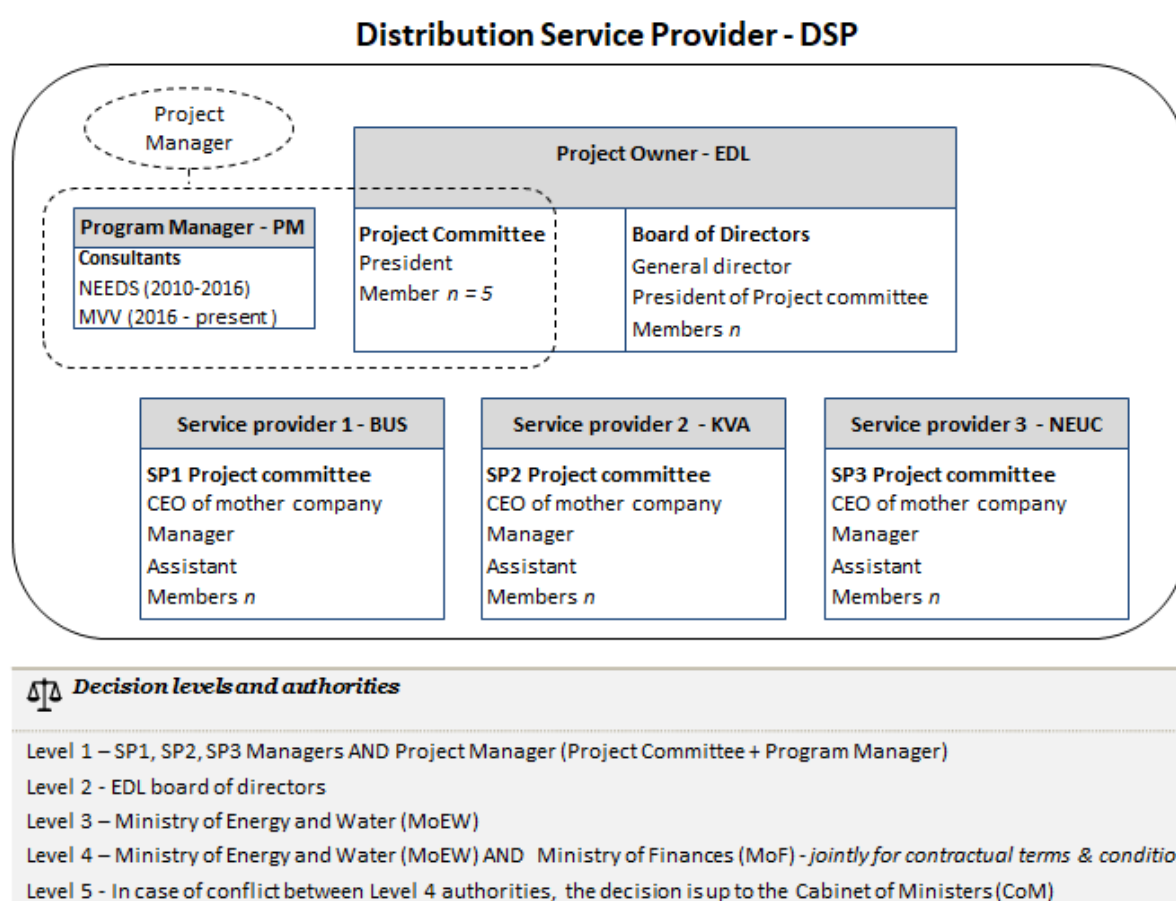 Distribution Service Provider - DSP
Project
Manager
Project Owner - EDL
Program Manager - PM
Consultants
NEEDS (2010-2016)
MVV (2016 - present )
Project Committee
President
Member n = 5
Board of Directors
General director
President of Project committee
Members n
Service provider 1 - BUS
SP1 Project committee
CEO of mother company
Manager
Assistant
Members n
Service provider 2 - KVA
SP2 Project committee
CEO of mother company
Manager
Assistant
Members n
Service provider 3 - NEUC
SP3 Project committee
CEO of mother company
Manager
Assistant
Members n
Decision levels and authorities
Level 1 – SP1, SP2, SP3 Managers AND Project Manager (Project Committee + Program Manager)
Level 2 - EDL board of directors
Level 3 – Ministry of Energy and Water (MoEW)
Level 4 – Ministry of Energy and Water (MoEW) AND Ministry of Finances (MoF) - jointly for contractual terms & conditio
Level 5 - In case of conflict between Level 4 authorities, the decision is up to the Cabinet of Ministers (CoM)